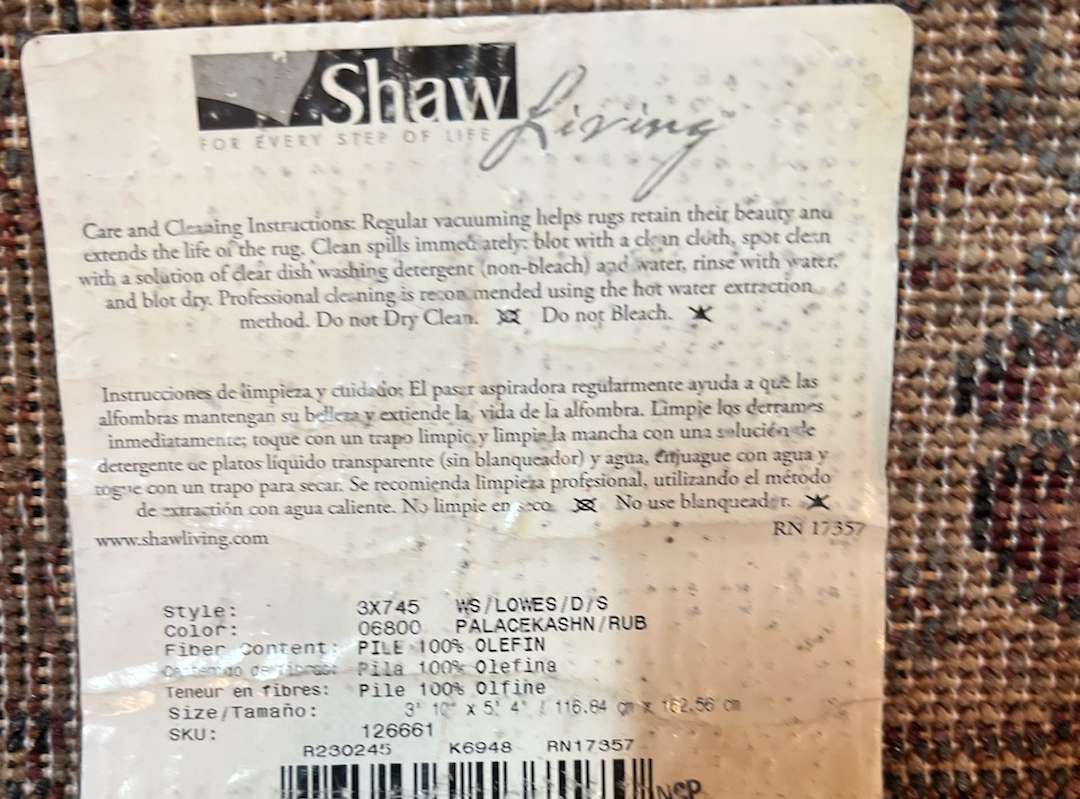 Shaw Living
FOR EVERY STEP OF LIFE
Care and Cleaning Instructions: Regular vacuuming helps rugs retain their beauty and
extends the life of the rug. Clean spills immediately: blot with a clean cloth, spot clean
with a solution of clear dish washing detergent (non-bleach) and water, rinse with water,
and blot dry. Professional cleaning is recommended using the hot water extraction
method. Do not Dry Clean. Do not Bleach.
Instrucciones de limpieza y cuidado: El pasar aspiradora regularmente ayuda a que las
alfombras mantengan su belleza y extiende la vida de la alfombra. Limpie los derrames
inmediatamente; toque con un trapo limpio y limpie la mancha con una solución de
detergente de platos líquido transparente (sin blanqueador) y agua, enjuague con agua y
toque con un trapo para secar. Se recomienda limpieza profesional, utilizando el método
de extractión con agua caliente. No limpie en seco. No use blanqueador.
www.shawliving.com RN 17357
Style: 3X745 WS/LOWES/D/S
Color: 06800 PALACEKASHN/RUB
Fiber Content: PILE 100% OLEFIN
Contenido de fibras: Pila 100% Olefina
Teneur en fibres: Pile 100% Olfine
Size/Tamaño: 3' 10" x 5' 4" / 116.84 cm x 162.56 cm
SKU: 126661
R230245 K6948 RN17357